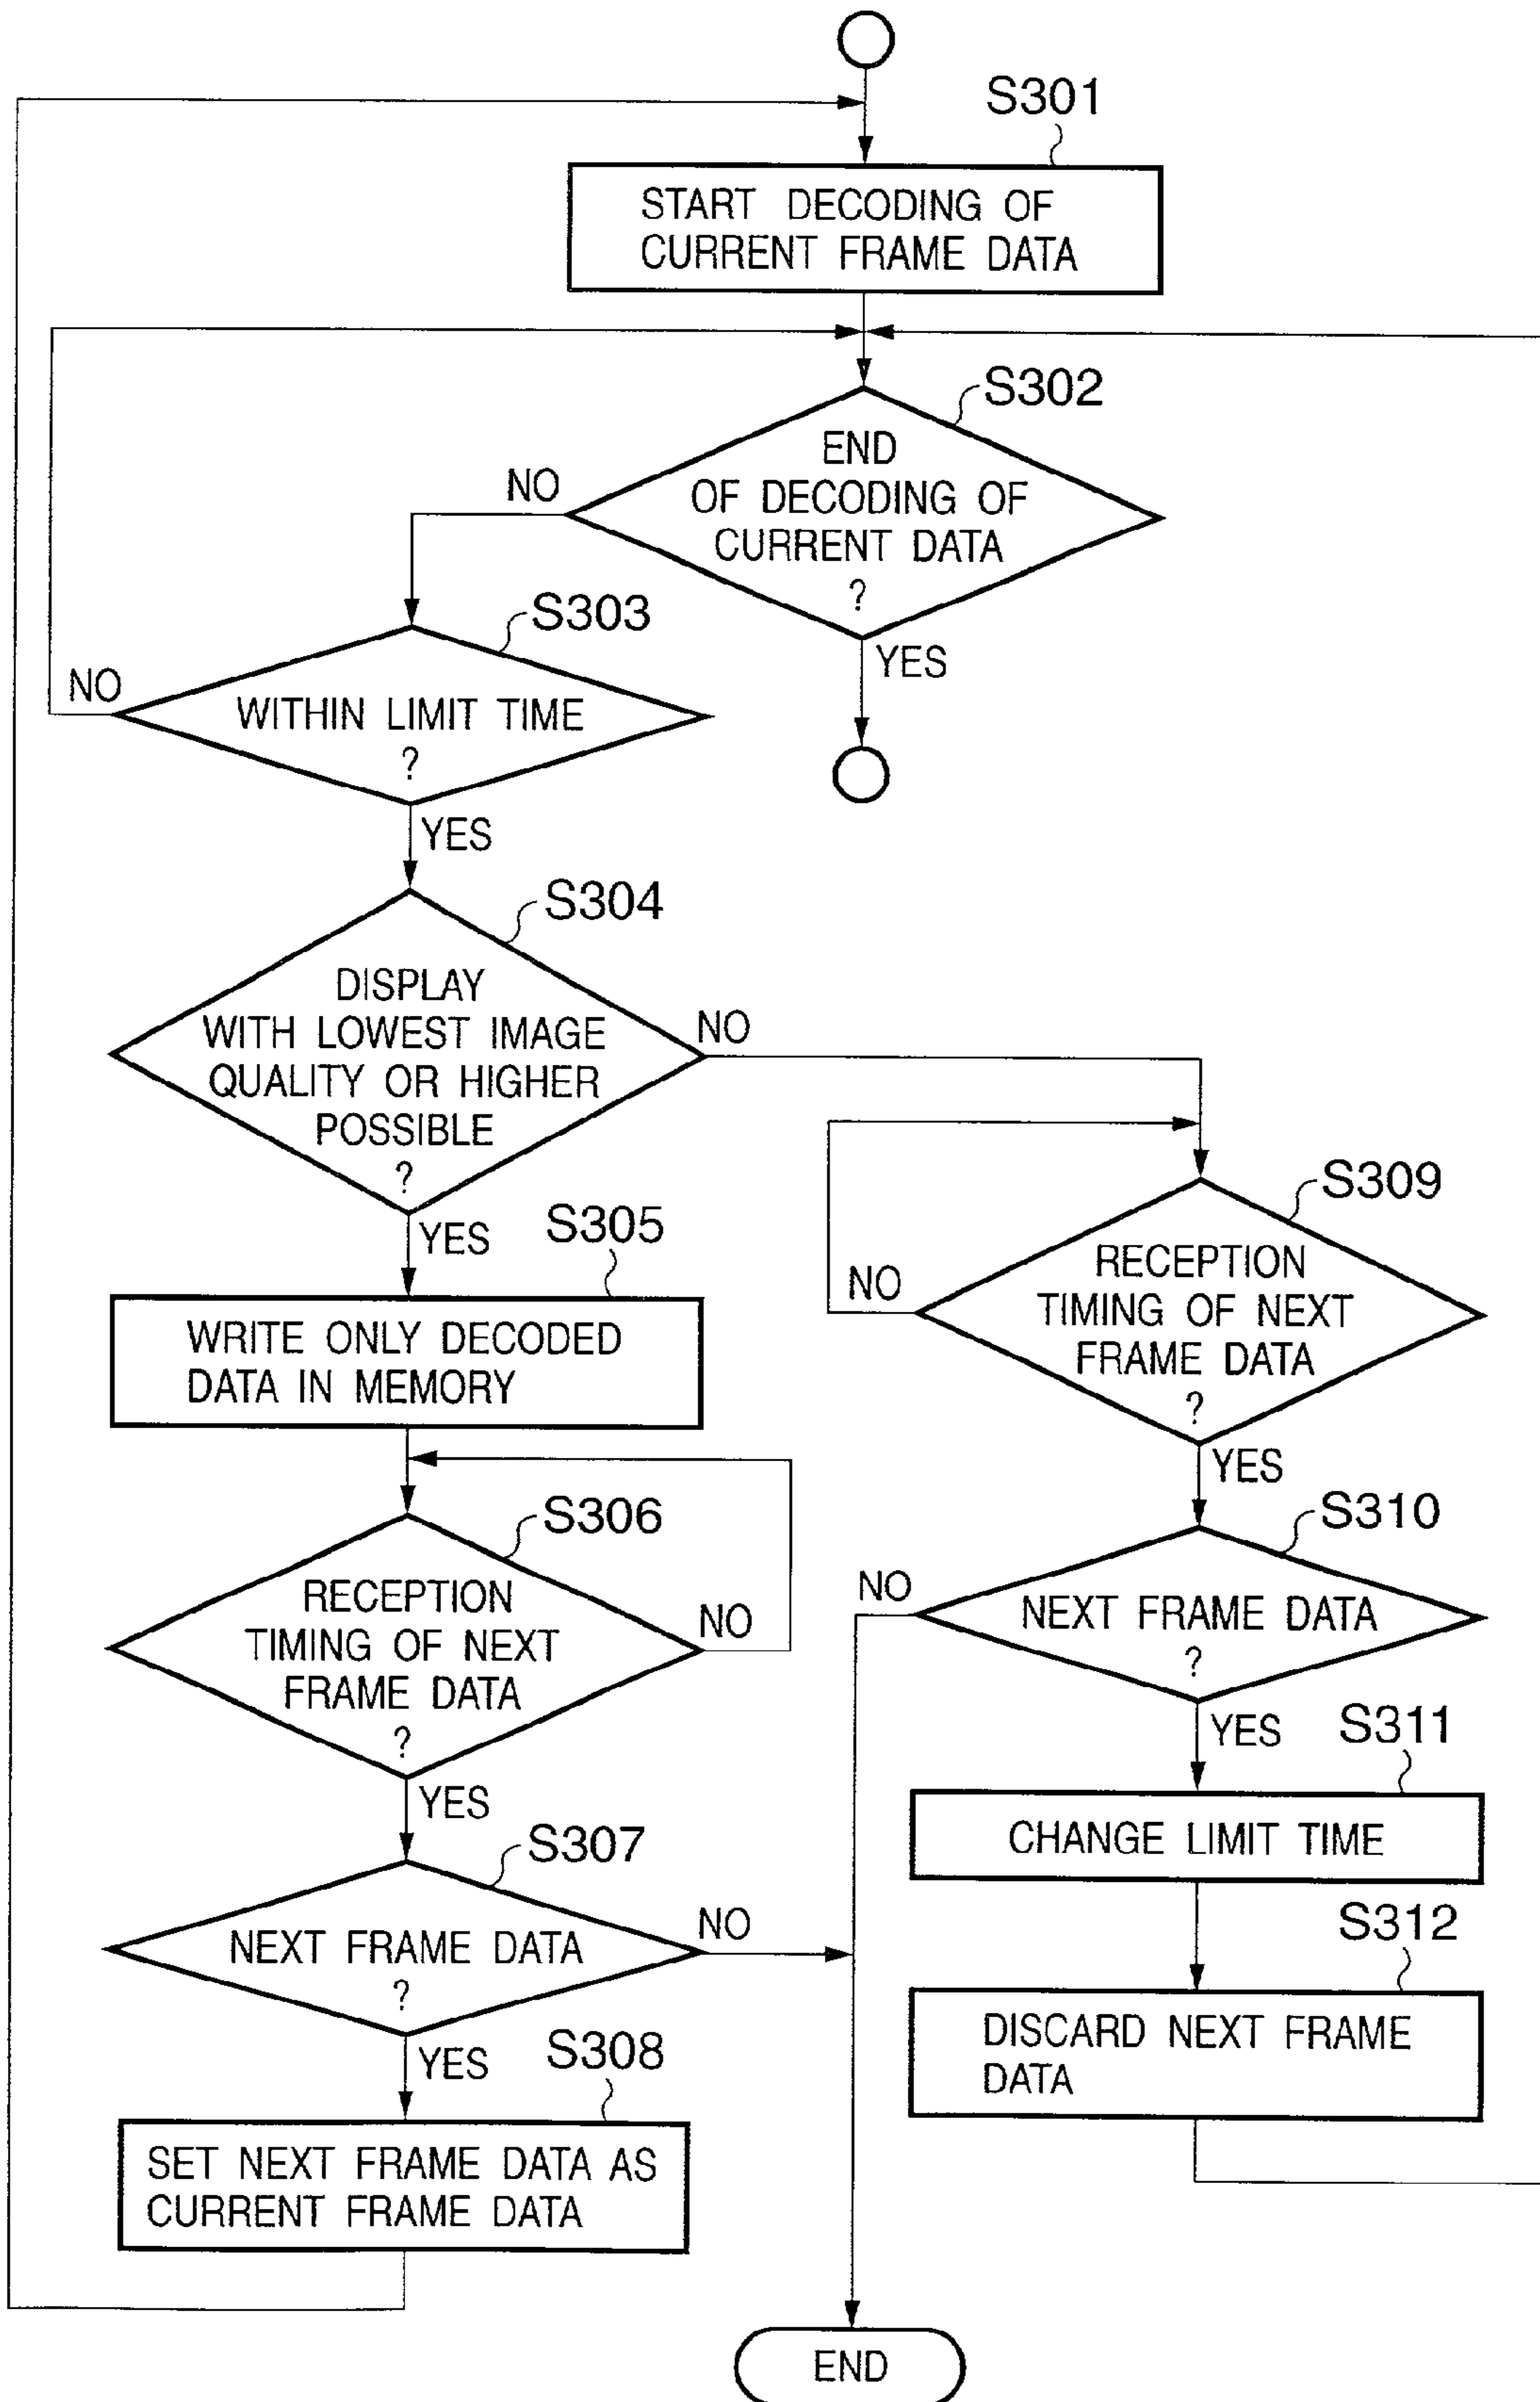 S301
START DECODING OF
CURRENT FRAME DATA
S302
END
OF DECODING OF
CURRENT DATA
?
NO
YES
S303
WITHIN LIMIT TIME
?
NO
YES
S304
DISPLAY
WITH LOWEST IMAGE
QUALITY OR HIGHER
POSSIBLE
?
NO
YES
S305
WRITE ONLY DECODED
DATA IN MEMORY
S306
RECEPTION
TIMING OF NEXT
FRAME DATA
?
NO
YES
S307
NEXT FRAME DATA
?
NO
YES
S308
SET NEXT FRAME DATA AS
CURRENT FRAME DATA
S309
RECEPTION
TIMING OF NEXT
FRAME DATA
?
NO
YES
S310
NEXT FRAME DATA
?
NO
YES
S311
CHANGE LIMIT TIME
S312
DISCARD NEXT FRAME
DATA
END